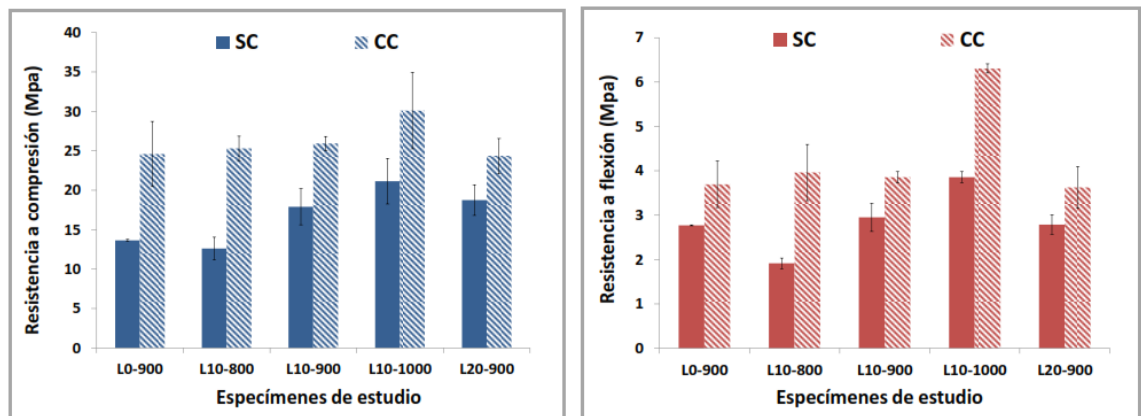 Resistencia a compresión (Mpa)
40
35
30
25
20
15
10
5
0
SC
CC
L0-900 L10-800 L10-900 L10-1000 L20-900
Especímenes de estudio
Resistencia a flexión (Mpa)
7
6
5
4
3
2
1
0
SC
CC
L0-900 L10-800 L10-900 L10-1000 L20-900
Especímenes de estudio